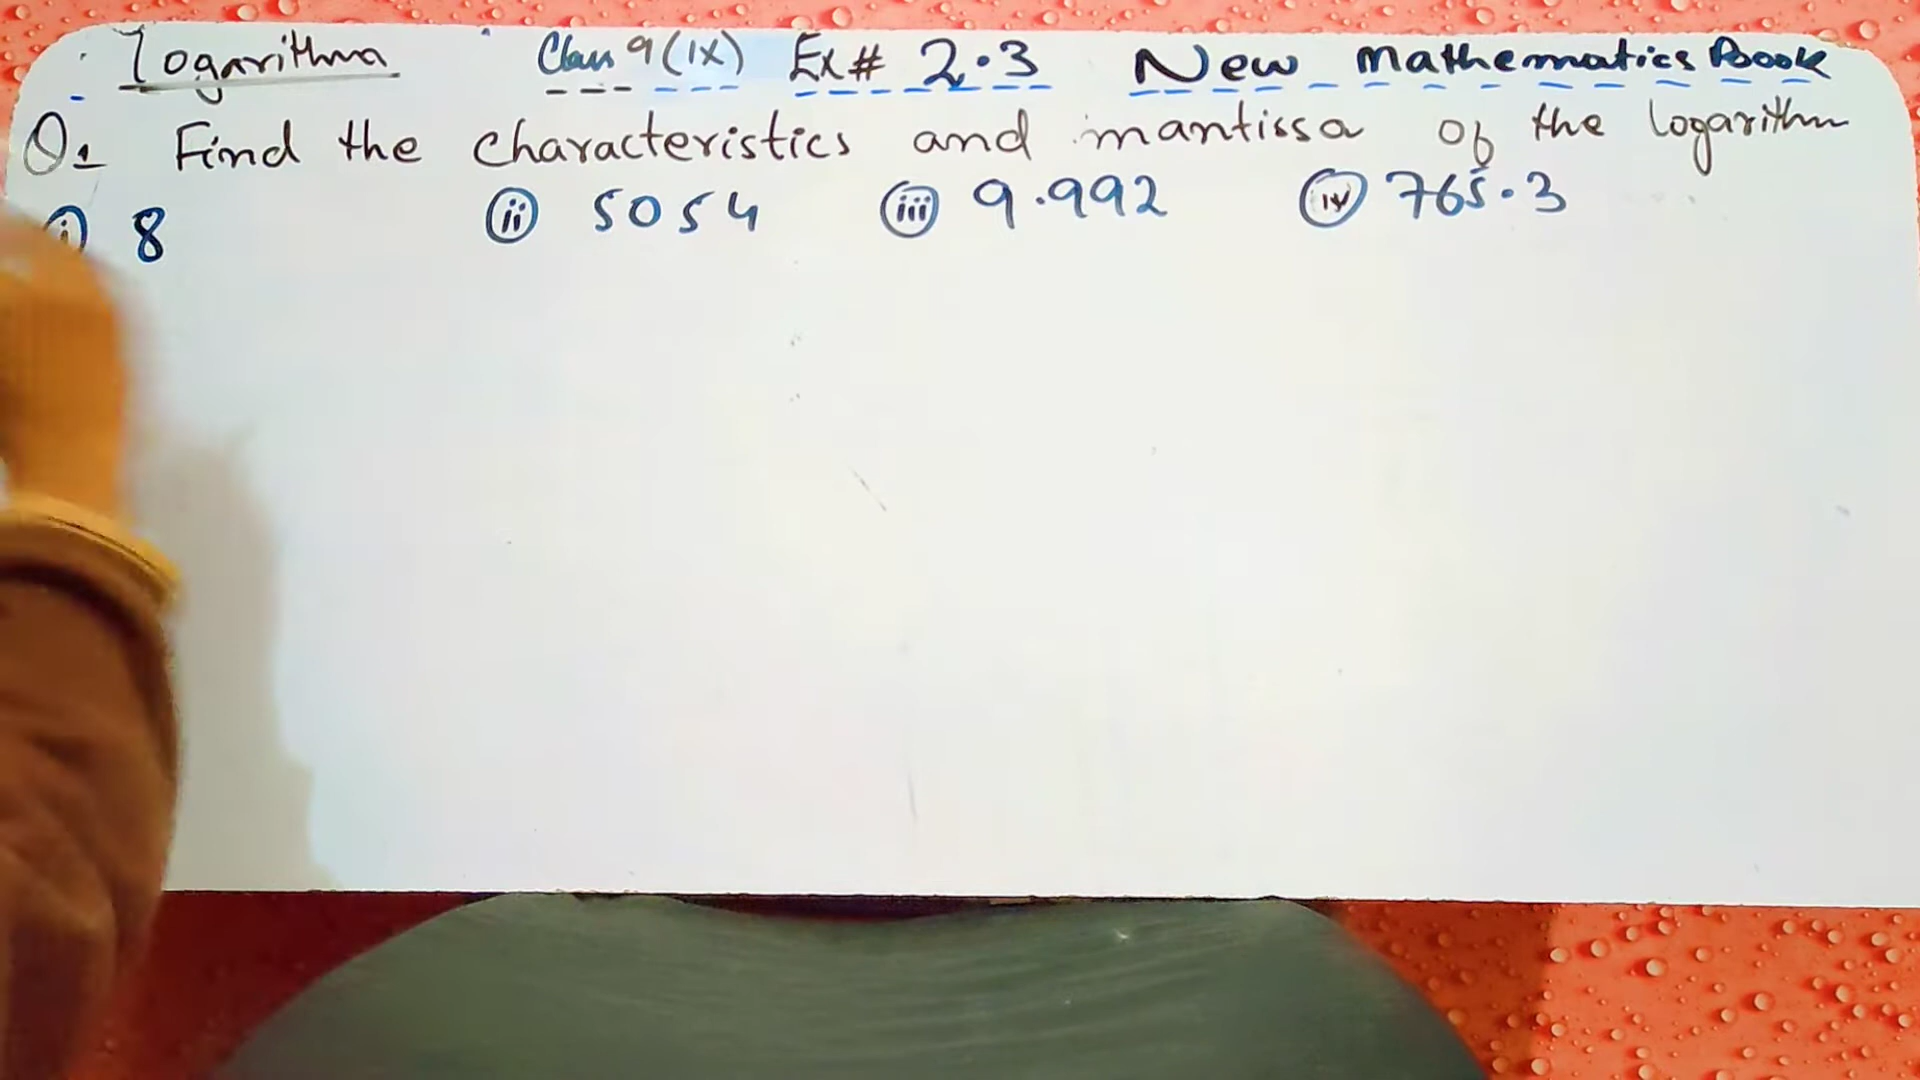 Logarithm Class 9 (IX) Ex# 2.3 New Mathematics Book
Q1 Find the characteristics and mantissa of the logarithm
(i) 8 (ii) 5054 (iii) 9.992 (iv) 765.3